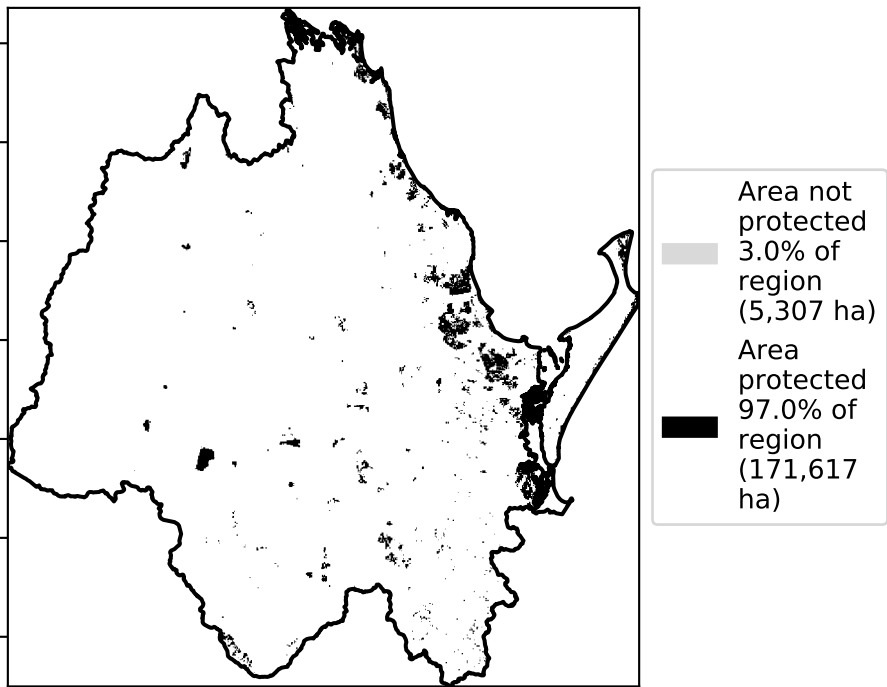 Area not
protected
3.0% of
region
(5,307 ha)
Area
protected
97.0% of
region
(171,617
ha)